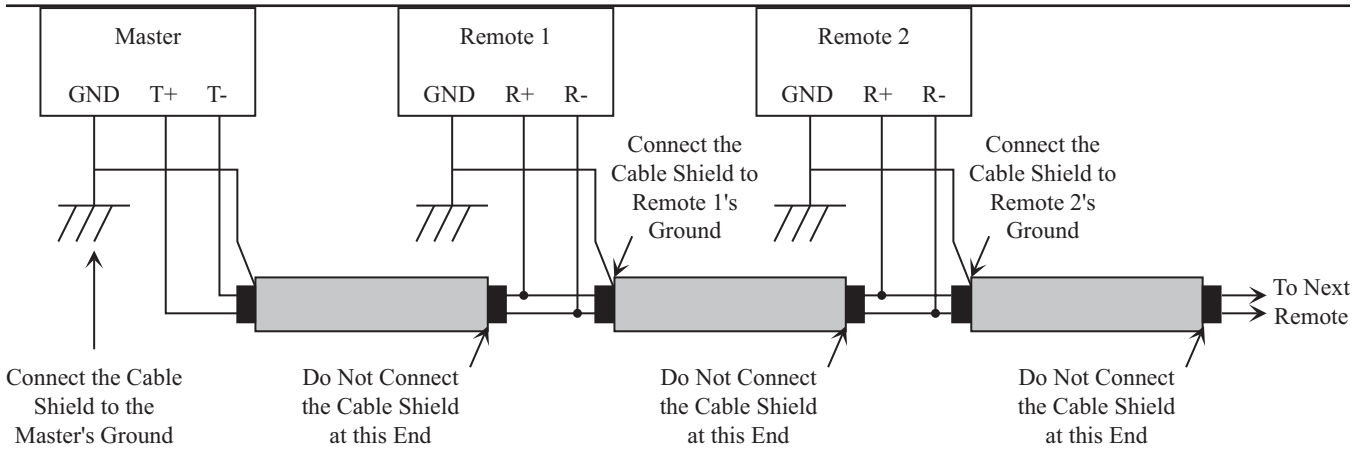 Master
GND T+ T-
Remote 1
GND R+ R-
Remote 2
GND R+ R-
Connect the
Cable Shield to
Remote 1's
Ground
Connect the
Cable Shield to
Remote 2's
Ground
To Next
Remote
Connect the Cable
Shield to the
Master's Ground
Do Not Connect
the Cable Shield
at this End
Do Not Connect
the Cable Shield
at this End
Do Not Connect
the Cable Shield
at this End